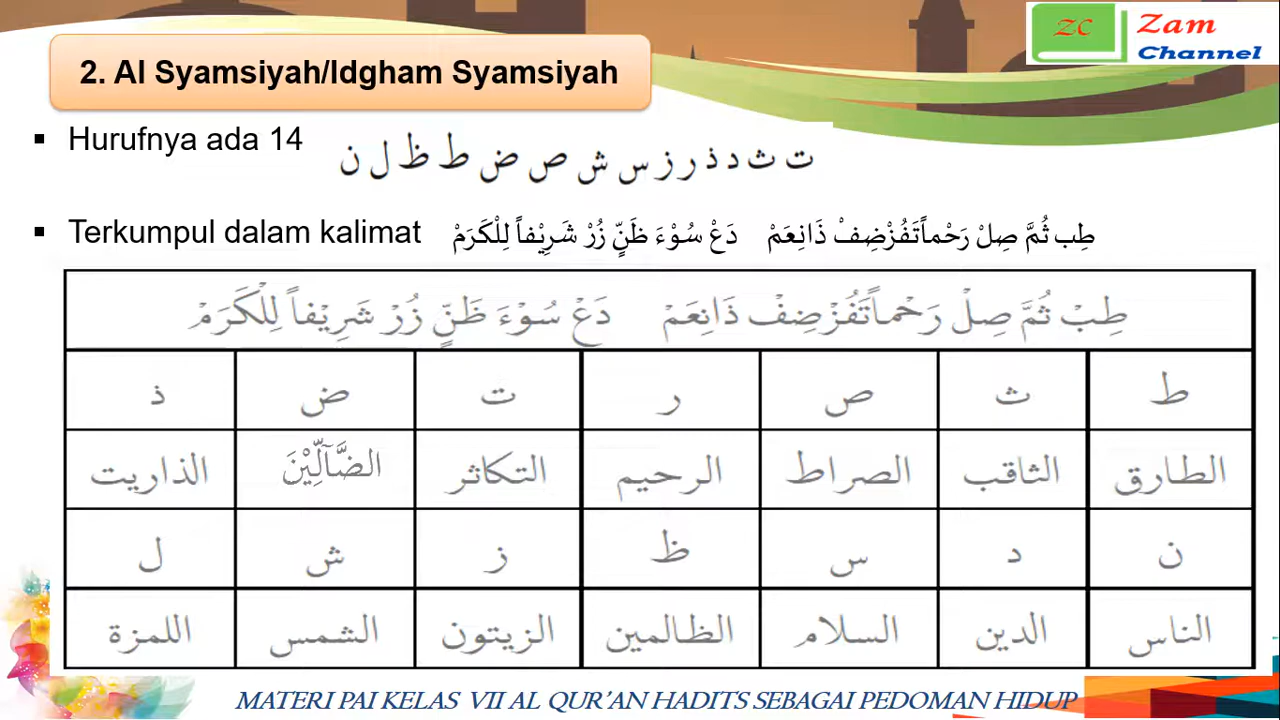 ZC Zam
Channel
2. Al Syamsiyah/Idgham Syamsiyah
▪ Hurufnya ada 14 ت ث د ذ ر ز س ش ص ض ط ظ ل ن
▪ Terkumpul dalam kalimat طِب ثُمَّ صِلْ رَحْماًتَفُزْضِفْ ذَانِعَمْ دَعْ سُوْءَ ظَنٍّ زُرْ شَرِيْفاً لِلْكَرَمْ
طِبْ ثُمَّ صِلْ رَحْماًتَفُزْضِفْ ذَانِعَمْ دَعْ سُوْءَ ظَنٍّ زُرْ شَرِيْفاً لِلْكَرَمْ
ط ث ص ر ت ض ذ
الطارق الثاقب الصراط الرحيم التكاثر الضَّآلِّيْنَ الذاريت
ن د س ظ ز ش ل
الناس الدين السلام الظالمين الزيتون الشمس اللمزة
MATERI PAI KELAS VII AL QUR'AN HADITS SEBAGAI PEDOMAN HIDUP